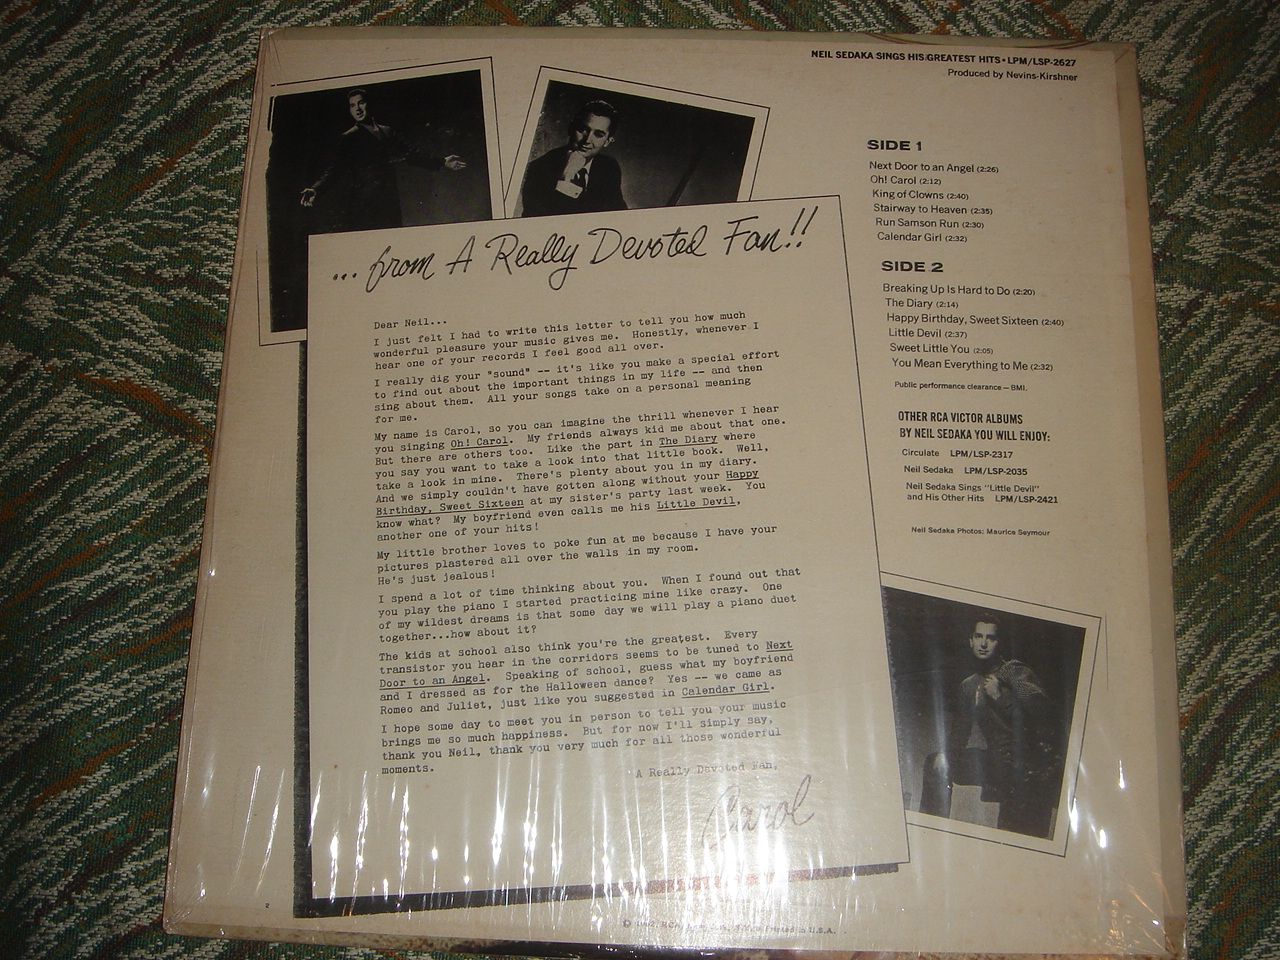 NEIL SEDAKA SINGS HIS GREATEST HITS • LPM/LSP-2627
Produced by Nevins-Kirshner
SIDE 1
Next Door to an Angel (2:26)
Oh! Carol (2:12)
King of Clowns (2:40)
Stairway to Heaven (2:35)
Run Samson Run (2:30)
Calendar Girl (2:32)
SIDE 2
Breaking Up Is Hard to Do (2:20)
The Diary (2:14)
Happy Birthday, Sweet Sixteen (2:40)
Little Devil (2:37)
Sweet Little You (2:05)
You Mean Everything to Me (2:32)
Public performance clearance—BMI.
OTHER RCA VICTOR ALBUMS
BY NEIL SEDAKA YOU WILL ENJOY:
Circulate LPM/LSP-2317
Neil Sedaka LPM/LSP-2035
Neil Sedaka Sings "Little Devil"
and His Other Hits LPM/LSP-2421
Neil Sedaka Photos: Maurice Seymour
... from A Really Devoted Fan!!
Dear Neil...
I just felt I had to write this letter to tell you how much
wonderful pleasure your music gives me. Honestly, whenever I
hear one of your records I feel good all over.
I really dig your "sound" -- it's like you make a special effort
to find out about the important things in my life -- and then
sing about them. All your songs take on a personal meaning
for me.
My name is Carol, so you can imagine the thrill whenever I hear
you singing Oh! Carol. My friends always kid me about that one.
But there are others too. Like the part in The Diary where
you say you want to take a look into that little book. Well,
take a look in mine. There's plenty about you in my diary.
And we simply couldn't have gotten along without your Happy
Birthday, Sweet Sixteen at my sister's party last week. You
know what? My boyfriend even calls me his Little Devil,
another one of your hits!
My little brother loves to poke fun at me because I have your
pictures plastered all over the walls in my room.
He's just jealous!
I spend a lot of time thinking about you. When I found out that
you play the piano I started practicing mine like crazy. One
of my wildest dreams is that some day we will play a piano duet
together...how about it?
The kids at school also think you're the greatest. Every
transistor you hear in the corridors seems to be tuned to Next
Door to an Angel. Speaking of school, guess what my boyfriend
and I dressed as for the Halloween dance? Yes -- we came as
Romeo and Juliet, just like you suggested in Calendar Girl.
I hope some day to meet you in person to tell you your music
brings me so much happiness. But for now I'll simply say,
thank you Neil, thank you very much for all those wonderful
moments.
A Really Devoted Fan,
Carol
2
Printed in U.S.A.